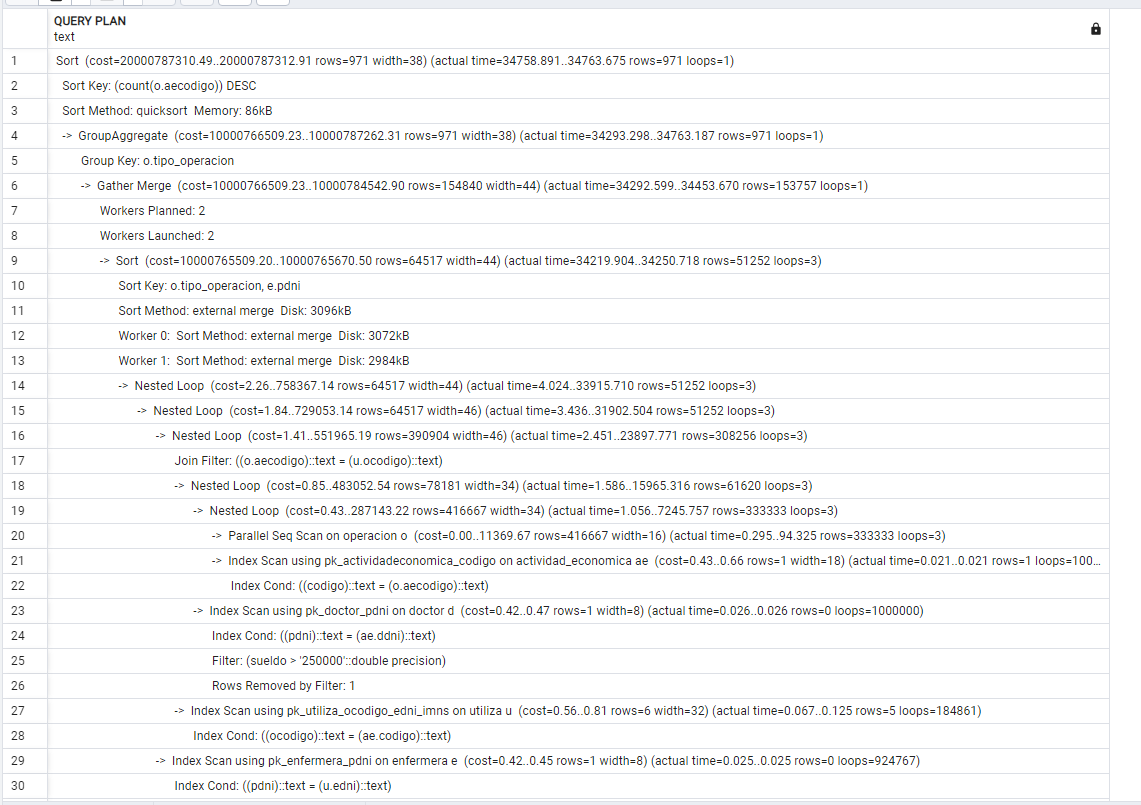 QUERY PLAN
text
1 Sort (cost=20000787310.49..20000787312.91 rows=971 width=38) (actual time=34758.891..34763.675 rows=971 loops=1)
2 Sort Key: (count(o.aecodigo)) DESC
3 Sort Method: quicksort Memory: 86kB
4 -> GroupAggregate (cost=10000766509.23..10000787262.31 rows=971 width=38) (actual time=34293.298..34763.187 rows=971 loops=1)
5 Group Key: o.tipo_operacion
6 -> Gather Merge (cost=10000766509.23..10000784542.90 rows=154840 width=44) (actual time=34292.599..34453.670 rows=153757 loops=1)
7 Workers Planned: 2
8 Workers Launched: 2
9 -> Sort (cost=10000765509.20..10000765670.50 rows=64517 width=44) (actual time=34219.904..34250.718 rows=51252 loops=3)
10 Sort Key: o.tipo_operacion, e.pdni
11 Sort Method: external merge Disk: 3096kB
12 Worker 0: Sort Method: external merge Disk: 3072kB
13 Worker 1: Sort Method: external merge Disk: 2984kB
14 -> Nested Loop (cost=2.26..758367.14 rows=64517 width=44) (actual time=4.024..33915.710 rows=51252 loops=3)
15 -> Nested Loop (cost=1.84..729053.14 rows=64517 width=46) (actual time=3.436..31902.504 rows=51252 loops=3)
16 -> Nested Loop (cost=1.41..551965.19 rows=390904 width=46) (actual time=2.451..23897.771 rows=308256 loops=3)
17 Join Filter: ((o.aecodigo)::text = (u.ocodigo)::text)
18 -> Nested Loop (cost=0.85..483052.54 rows=78181 width=34) (actual time=1.586..15965.316 rows=61620 loops=3)
19 -> Nested Loop (cost=0.43..287143.22 rows=416667 width=34) (actual time=1.056..7245.757 rows=333333 loops=3)
20 -> Parallel Seq Scan on operacion o (cost=0.00..11369.67 rows=416667 width=16) (actual time=0.295..94.325 rows=333333 loops=3)
21 -> Index Scan using pk_actividadeconomica_codigo on actividad_economica ae (cost=0.43..0.66 rows=1 width=18) (actual time=0.021..0.021 rows=1 loops=100...
22 Index Cond: ((codigo)::text = (o.aecodigo)::text)
23 -> Index Scan using pk_doctor_pdni on doctor d (cost=0.42..0.47 rows=1 width=8) (actual time=0.026..0.026 rows=0 loops=1000000)
24 Index Cond: ((pdni)::text = (ae.ddni)::text)
25 Filter: (sueldo > '250000'::double precision)
26 Rows Removed by Filter: 1
27 -> Index Scan using pk_utiliza_ocodigo_edni_imns on utiliza u (cost=0.56..0.81 rows=6 width=32) (actual time=0.067..0.125 rows=5 loops=184861)
28 Index Cond: ((ocodigo)::text = (ae.codigo)::text)
29 -> Index Scan using pk_enfermera_pdni on enfermera e (cost=0.42..0.45 rows=1 width=8) (actual time=0.025..0.025 rows=0 loops=924767)
30 Index Cond: ((pdni)::text = (u.edni)::text)